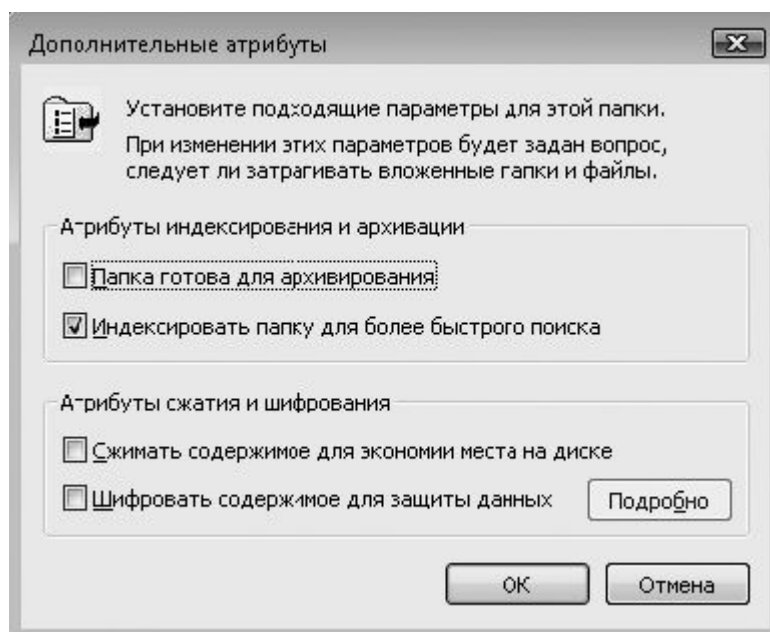 Дополнительные атрибуты
Установите подходящие параметры для этой папки.
При изменении этих параметров будет задан вопрос,
следует ли затрагивать вложенные гапки и файлы.
Атрибуты индексирования и архивации
Папка готова для архивирования
Индексировать папку для более быстрого поиска
Атрибуты сжатия и шифрования
Сжимать содержимое для экономии места на диске
Шифровать содержимое для защиты данных
Подробно
ОК
Отмена